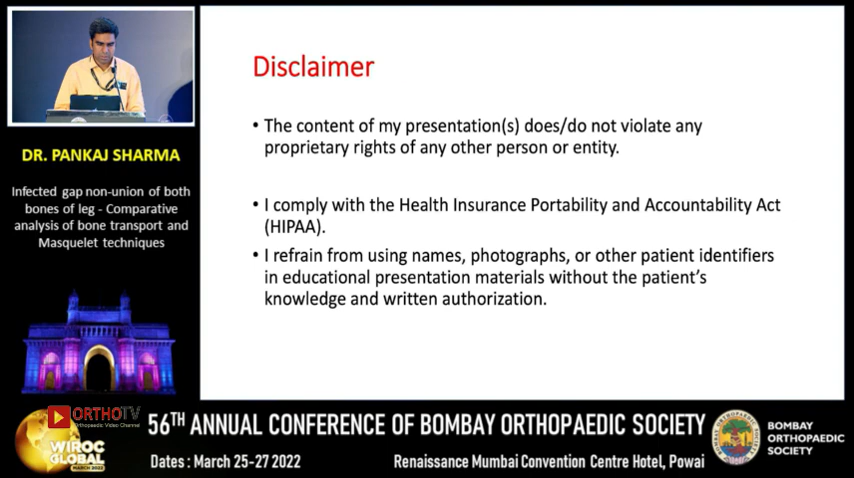 Disclaimer
• The content of my presentation(s) does/do not violate any
proprietary rights of any other person or entity.
• I comply with the Health Insurance Portability and Accountability Act
(HIPAA).
• I refrain from using names, photographs, or other patient identifiers
in educational presentation materials without the patient's
knowledge and written authorization.
DR. PANKAJ SHARMA
Infected gap non-union of both
bones of leg - Comparative
analysis of bone transport and
Masquelet techniques
ORTHOTV
Orthopaedic Video Channel
WIROC
GLOBAL
MARCH 2022
56TH ANNUAL CONFERENCE OF BOMBAY ORTHOPAEDIC SOCIETY
Dates : March 25-27 2022
Renaissance Mumbai Convention Centre Hotel, Powai
BOMBAY
ORTHOPAEDIC
SOCIETY